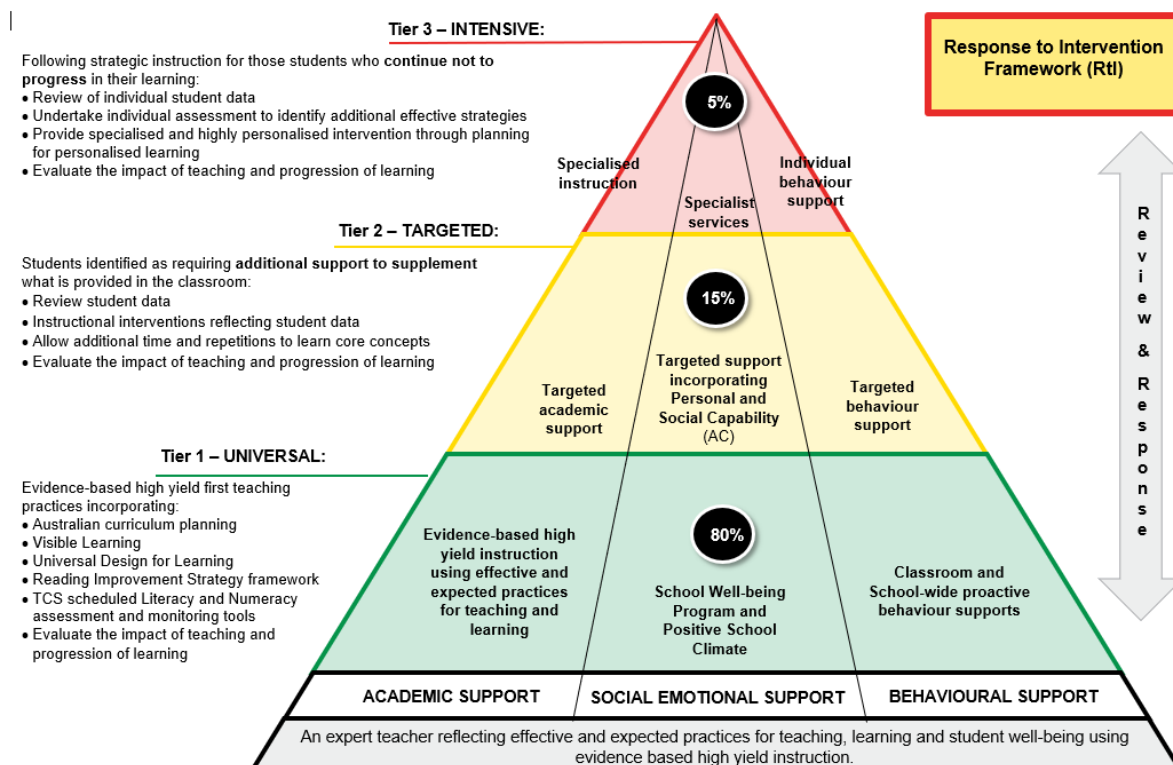 Tier 3 – INTENSIVE:
Following strategic instruction for those students who continue not to
progress in their learning:
• Review of individual student data
• Undertake individual assessment to identify additional effective strategies
• Provide specialised and highly personalised intervention through planning
for personalised learning
• Evaluate the impact of teaching and progression of learning
Response to Intervention
Framework (RtI)
5%
Specialised
instruction
Specialist
services
Individual
behaviour
support
Tier 2 – TARGETED:
Students identified as requiring additional support to supplement
what is provided in the classroom:
• Review student data
• Instructional interventions reflecting student data
• Allow additional time and repetitions to learn core concepts
• Evaluate the impact of teaching and progression of learning
15%
Targeted
academic
support
Targeted support
incorporating
Personal and
Social Capability
(AC)
Targeted
behaviour
support
Tier 1 – UNIVERSAL:
Evidence-based high yield first teaching
practices incorporating:
• Australian curriculum planning
• Visible Learning
• Universal Design for Learning
• Reading Improvement Strategy framework
• TCS scheduled Literacy and Numeracy
assessment and monitoring tools
• Evaluate the impact of teaching and
progression of learning
80%
Evidence-based high
yield instruction
using effective and
expected practices
for teaching and
learning
School Well-being
Program and
Positive School
Climate
Classroom and
School-wide proactive
behaviour supports
Review & Response
ACADEMIC SUPPORT
SOCIAL EMOTIONAL SUPPORT
BEHAVIOURAL SUPPORT
An expert teacher reflecting effective and expected practices for teaching, learning and student well-being using
evidence based high yield instruction.